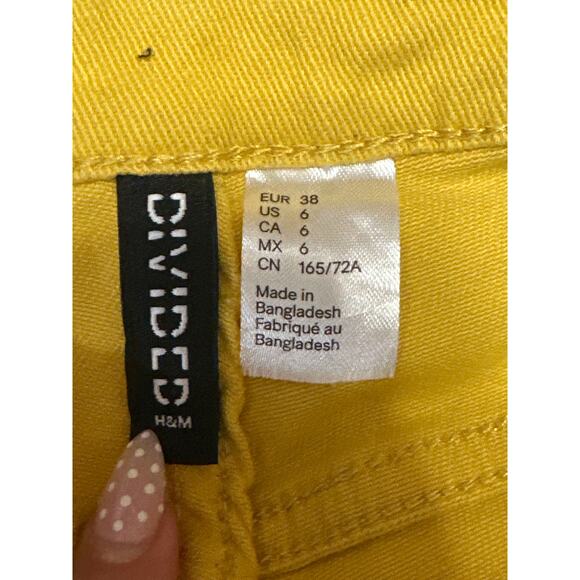 DIVIDED
H&M
EUR 38
US 6
CA 6
MX 6
CN 165/72A
Made in
Bangladesh
Fabriqué au
Bangladesh